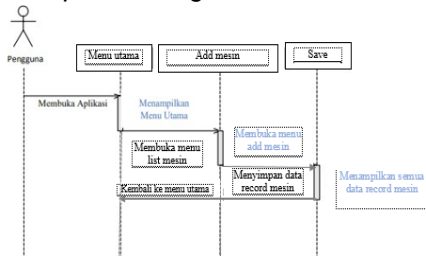 Pengguna
Menu utama
Add mesin
Save
Membuka Aplikasi
Menampilkan
Menu Utama
Membuka menu
list mesin
Membuka menu
add mesin
Menyimpan data
record mesin
Menampilkan semua
data record mesin
Kembali ke menu utama